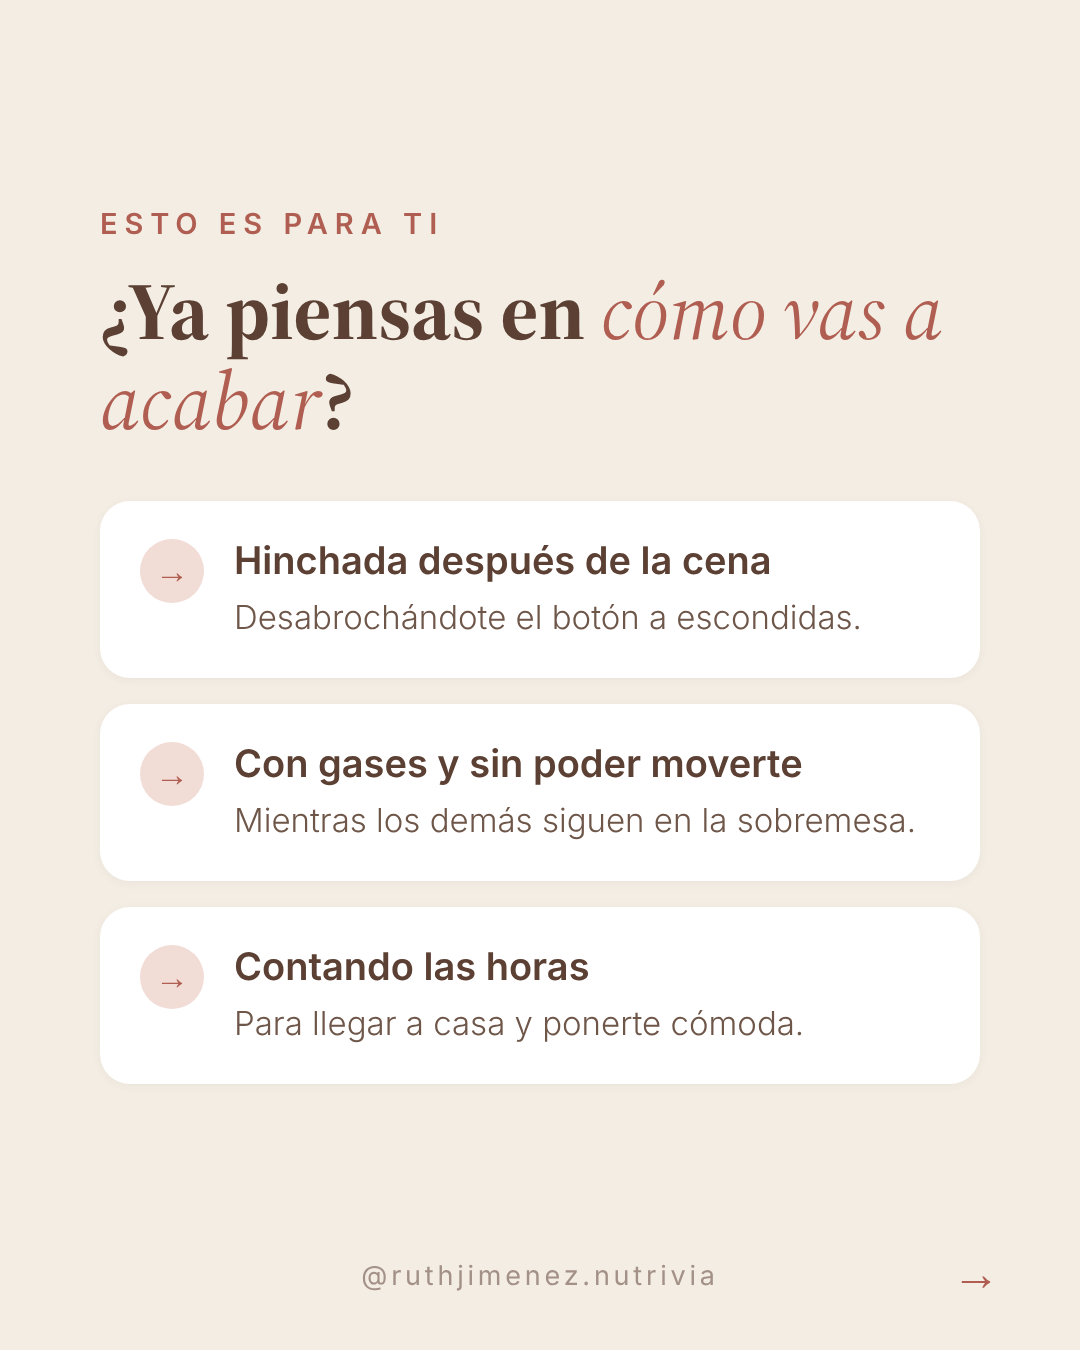 ESTO ES PARA TI
¿Ya piensas en cómo vas a
acabar?
→ Hinchada después de la cena
Desabrochándote el botón a escondidas.
→ Con gases y sin poder moverte
Mientras los demás siguen en la sobremesa.
→ Contando las horas
Para llegar a casa y ponerte cómoda.
@ruthjimenez.nutrivia →